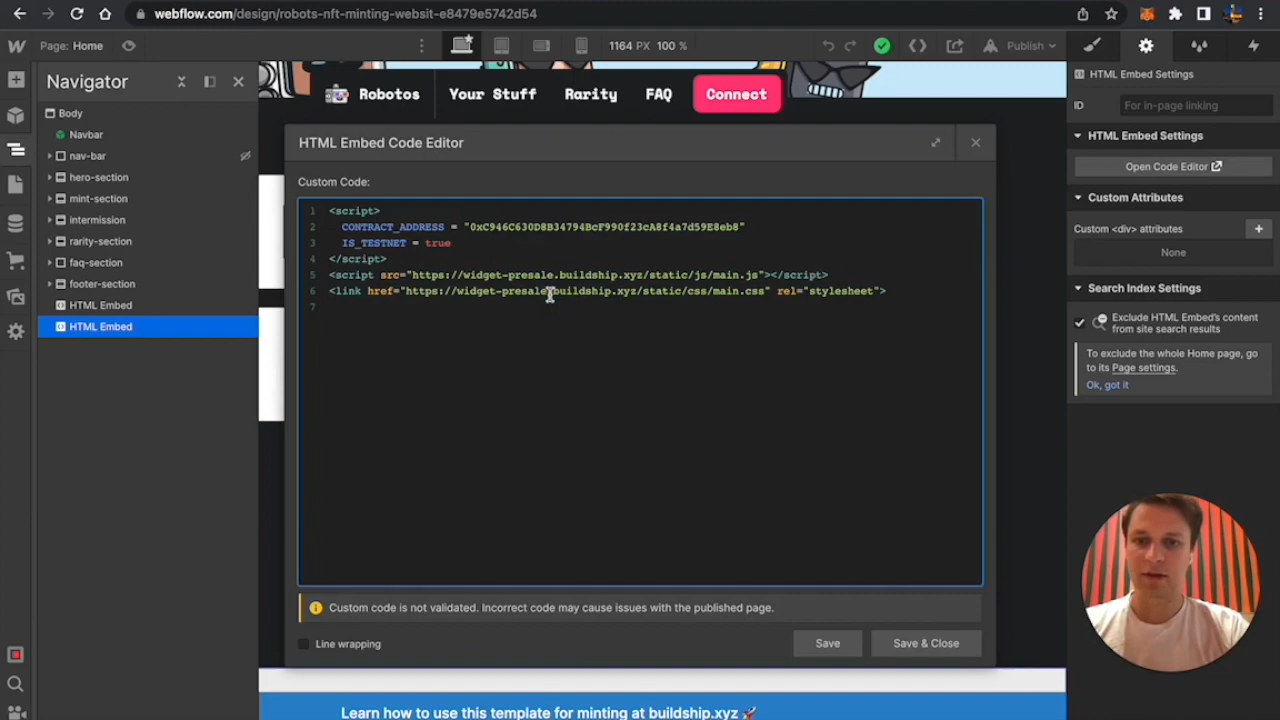 webflow.com/design/robots-nft-minting-websit-e8479e5742d54
Page: Home
1164 PX 100 %
Publish
Navigator
Body
Navbar
nav-bar
hero-section
mint-section
intermission
rarity-section
faq-section
footer-section
HTML Embed
HTML Embed
Robotos
Your Stuff
Rarity
FAQ
Connect
HTML Embed Code Editor
Custom Code:
1 <script>
2 CONTRACT_ADDRESS = "0xC946C630D8B34794BcF990f23cA8f4a7d59E8eb8"
3 IS_TESTNET = true
4 </script>
5 <script src="https://widget-presale.buildship.xyz/static/js/main.js"></script>
6 <link href="https://widget-presale.buildship.xyz/static/css/main.css" rel="stylesheet">
7
Custom code is not validated. Incorrect code may cause issues with the published page.
Line wrapping
Save
Save & Close
Learn how to use this template for minting at buildship.xyz 🚀
HTML Embed Settings
ID
For in-page linking
HTML Embed Settings
Open Code Editor
Custom Attributes
Custom <div> attributes
None
Search Index Settings
Exclude HTML Embed's content
from site search results
To exclude the whole Home page, go
to its Page settings.
Ok, got it